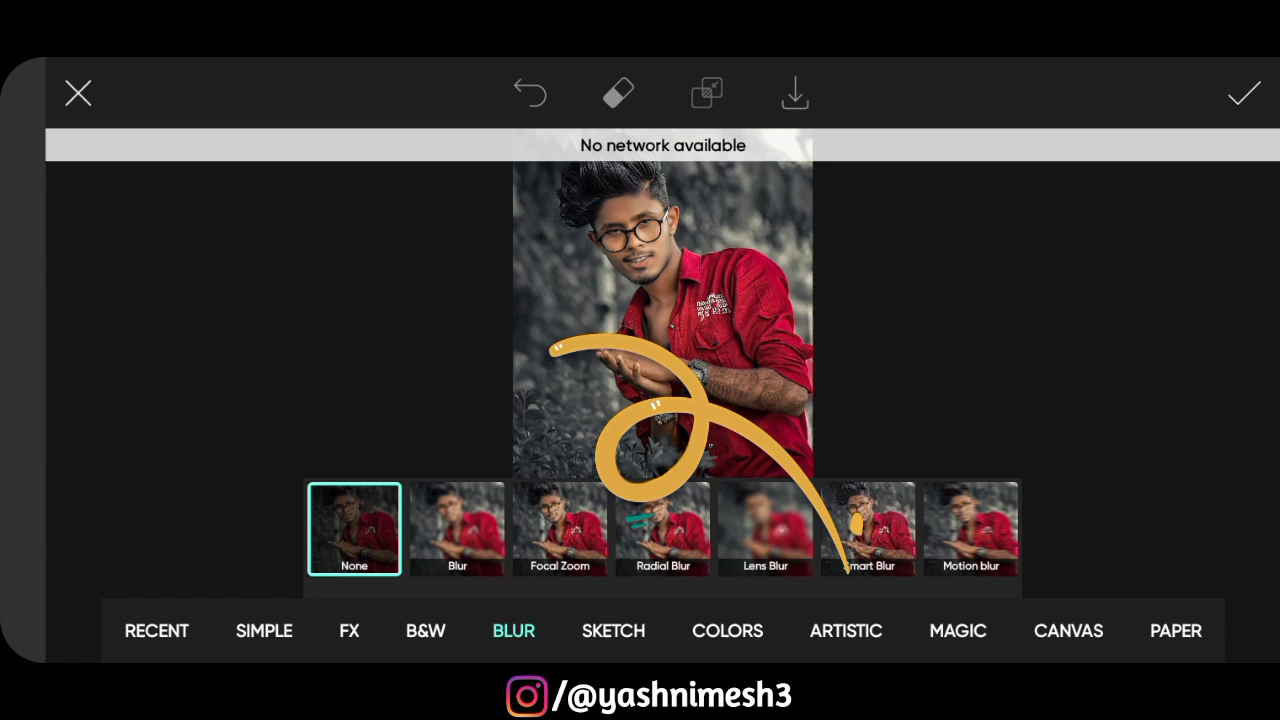 No network available
None Blur Focal Zoom Radial Blur Lens Blur Smart Blur Motion blur
RECENT SIMPLE FX B&W BLUR SKETCH COLORS ARTISTIC MAGIC CANVAS PAPER
/@yashnimesh3